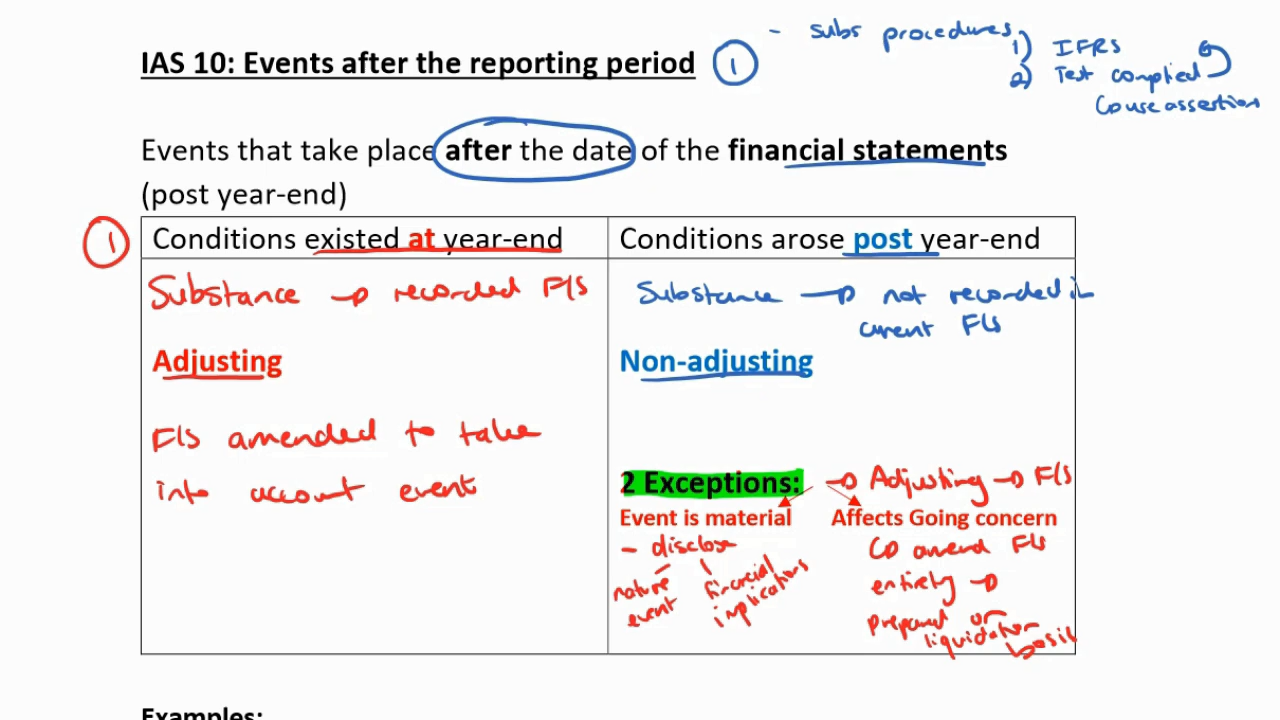 - subs procedures
IAS 10: Events after the reporting period 1
1) IFRS
2) Test complied
Course assertions
Events that take place after the date of the financial statements
(post year-end)
1
Conditions existed at year-end
Substance → recorded F/S
Adjusting
F/S amended to take
into account event
Conditions arose post year-end
Substance → not recorded in
current F/S
Non-adjusting
2 Exceptions: → Adjusting → F/S
Event is material
- disclose
nature
event
financial
implications
Affects Going concern
amend F/S
entirety →
prepared on
liquidation
basis
Examples: